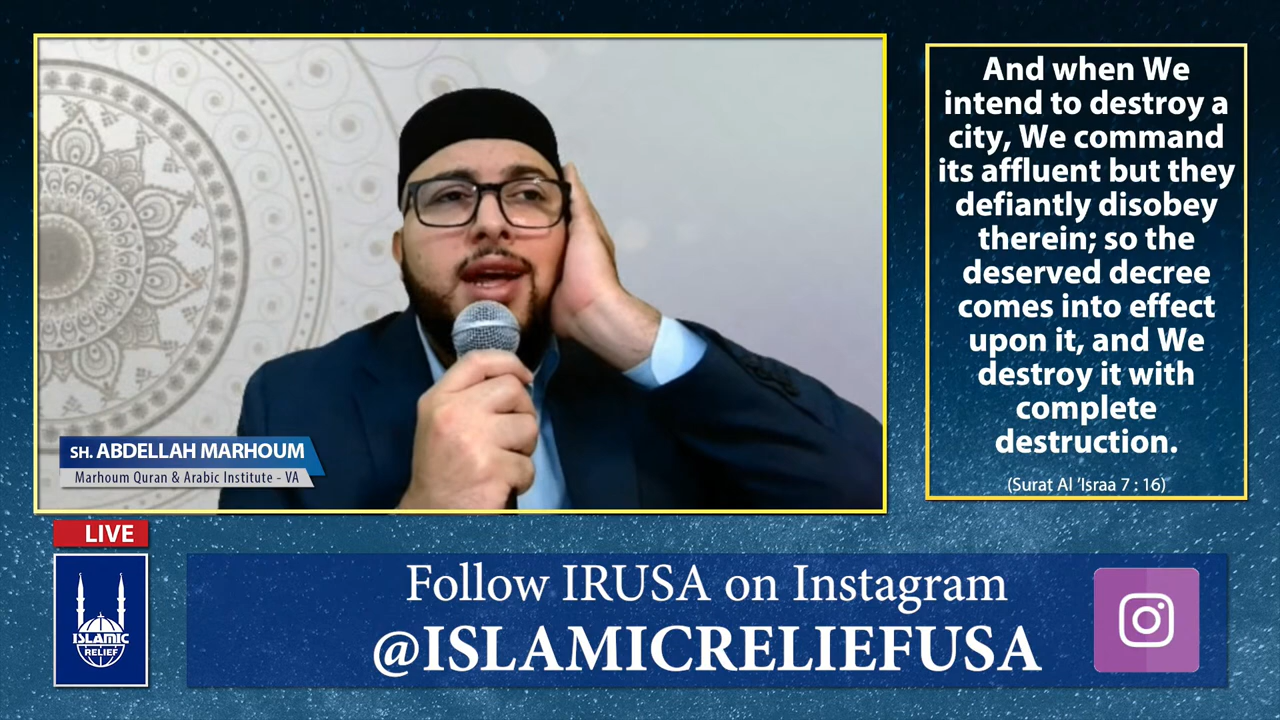 And when We
intend to destroy a
city, We command
its affluent but they
defiantly disobey
therein; so the
deserved decree
comes into effect
upon it, and We
destroy it with
complete
destruction.
(Surat Al 'Israa 7 : 16)
SH. ABDELLAH MARHOUM
Marhoum Quran & Arabic Institute - VA
LIVE
ISLAMIC
RELIEF
Follow IRUSA on Instagram
@ISLAMICRELIEFUSA